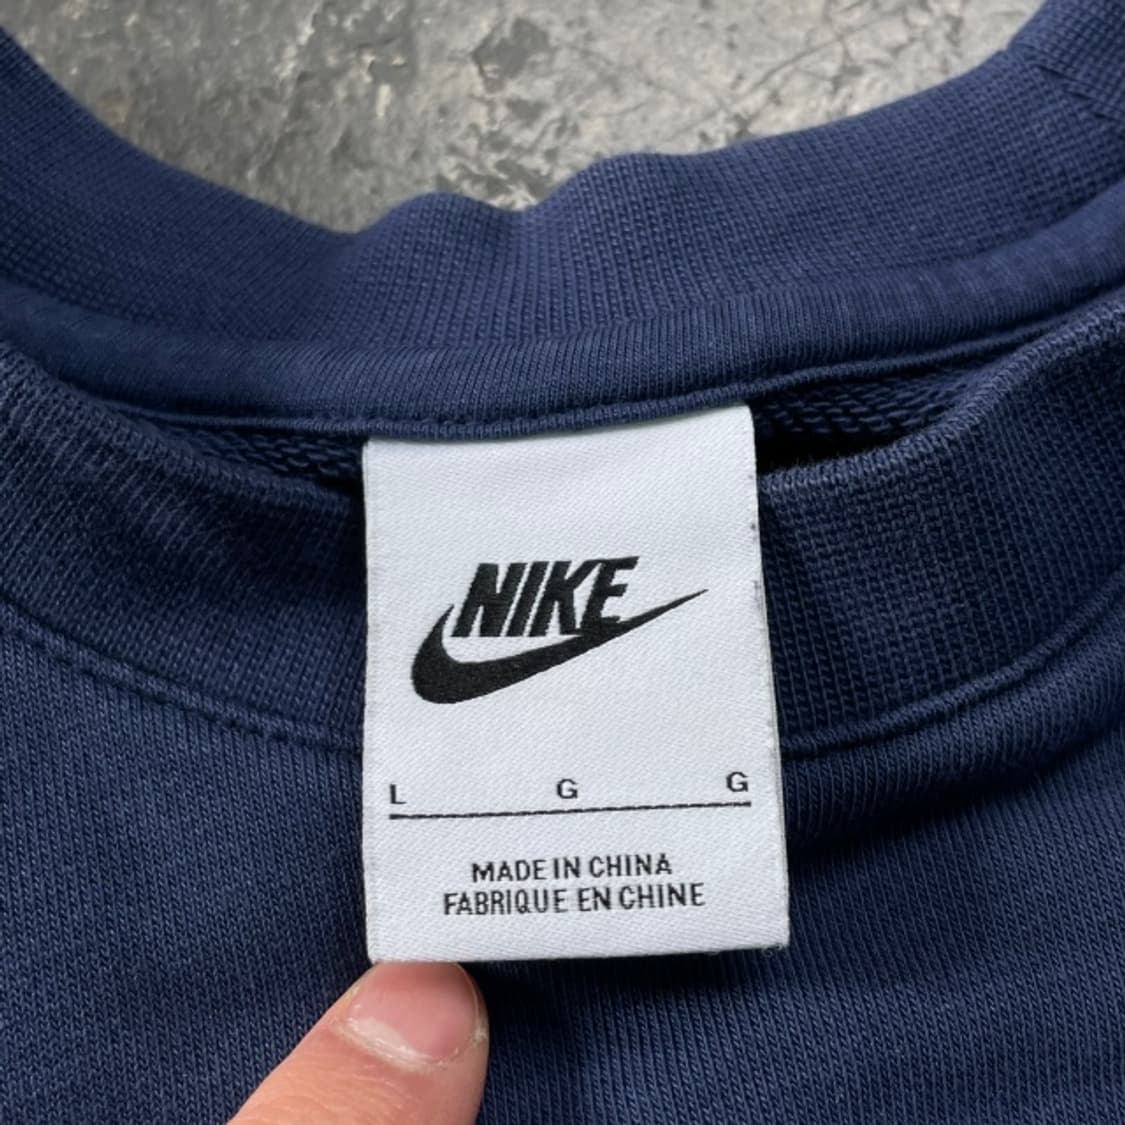 NIKE
L G G
MADE IN CHINA
FABRIQUE EN CHINE